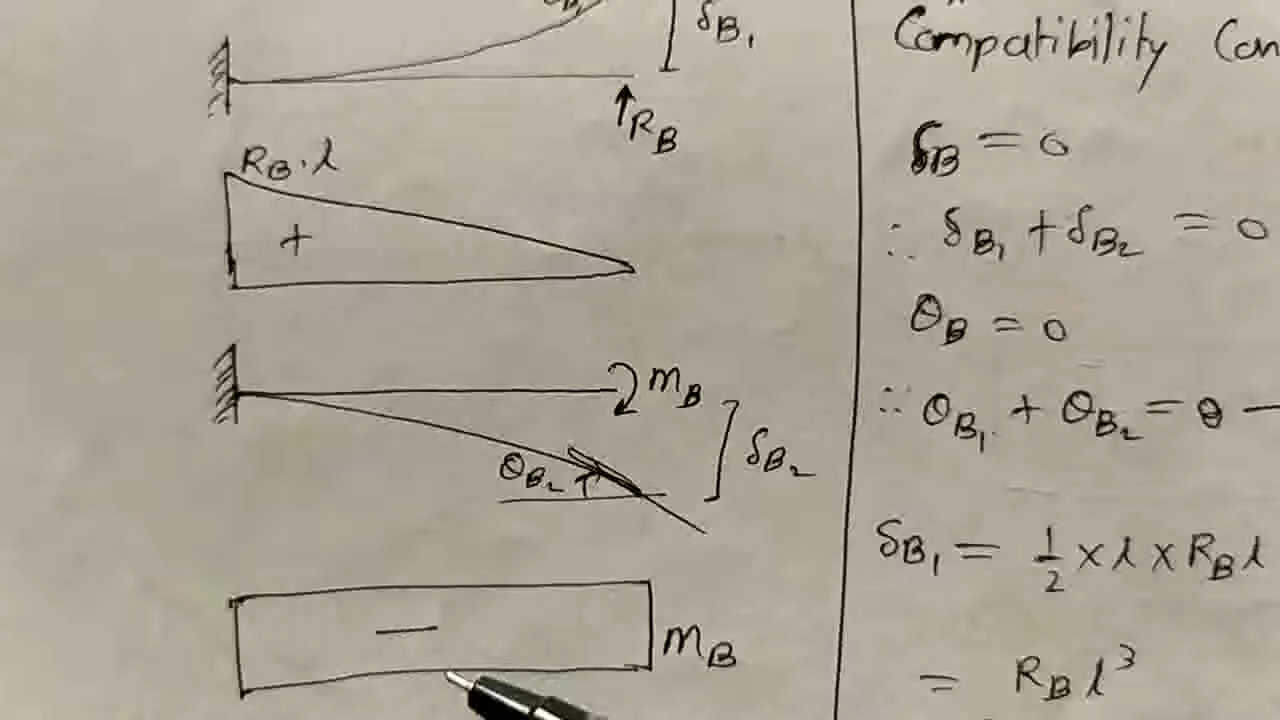 δB₁
RB
RB.l
+
mB
θB₂
δB₂
—
mB
Compatibility Con
δB = 0
∴ δB₁ + δB₂ = 0
θB = 0
∴ θB₁ + θB₂ = 0 —
δB₁ = 1/2 × l × RB l
= RB l³